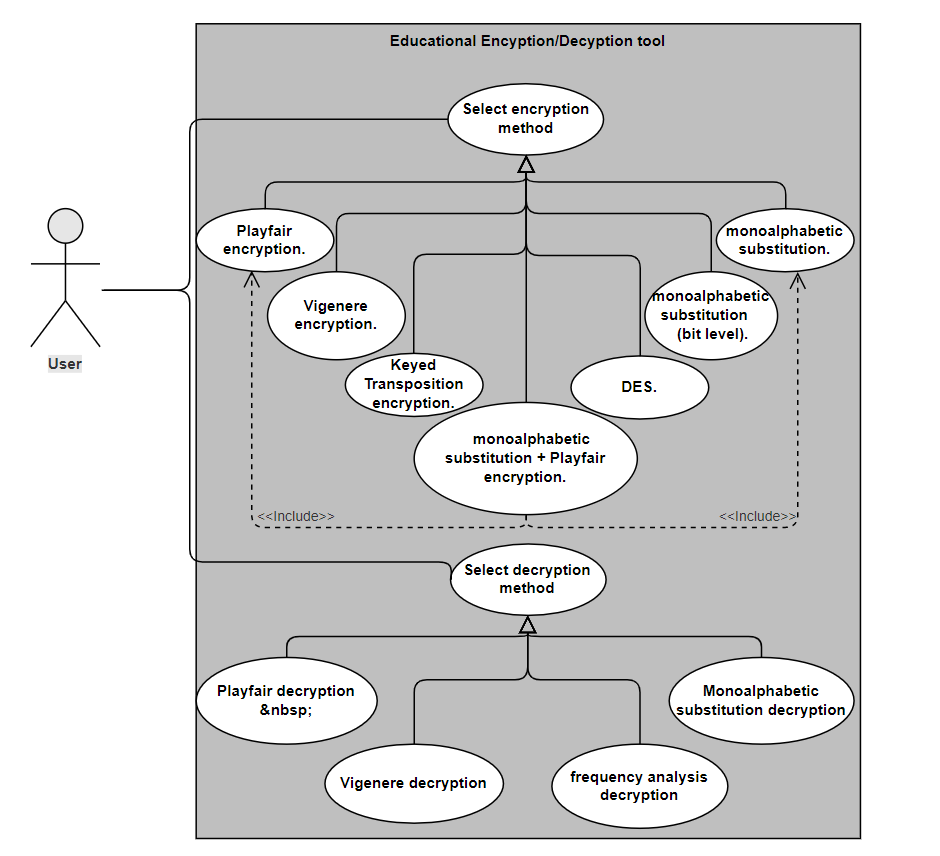 Educational Encyption/Decyption tool
Select encryption
method
Playfair
encryption.
monoalphabetic
substitution.
Vigenere
encryption.
monoalphabetic
substitution
(bit level).
User
Keyed
Transposition
encryption.
DES.
monoalphabetic
substitution + Playfair
encryption.
<<Include>>
<<Include>>
Select decryption
method
Playfair decryption
&nbsp;
Monoalphabetic
substitution decryption
Vigenere decryption
frequency analysis
decryption